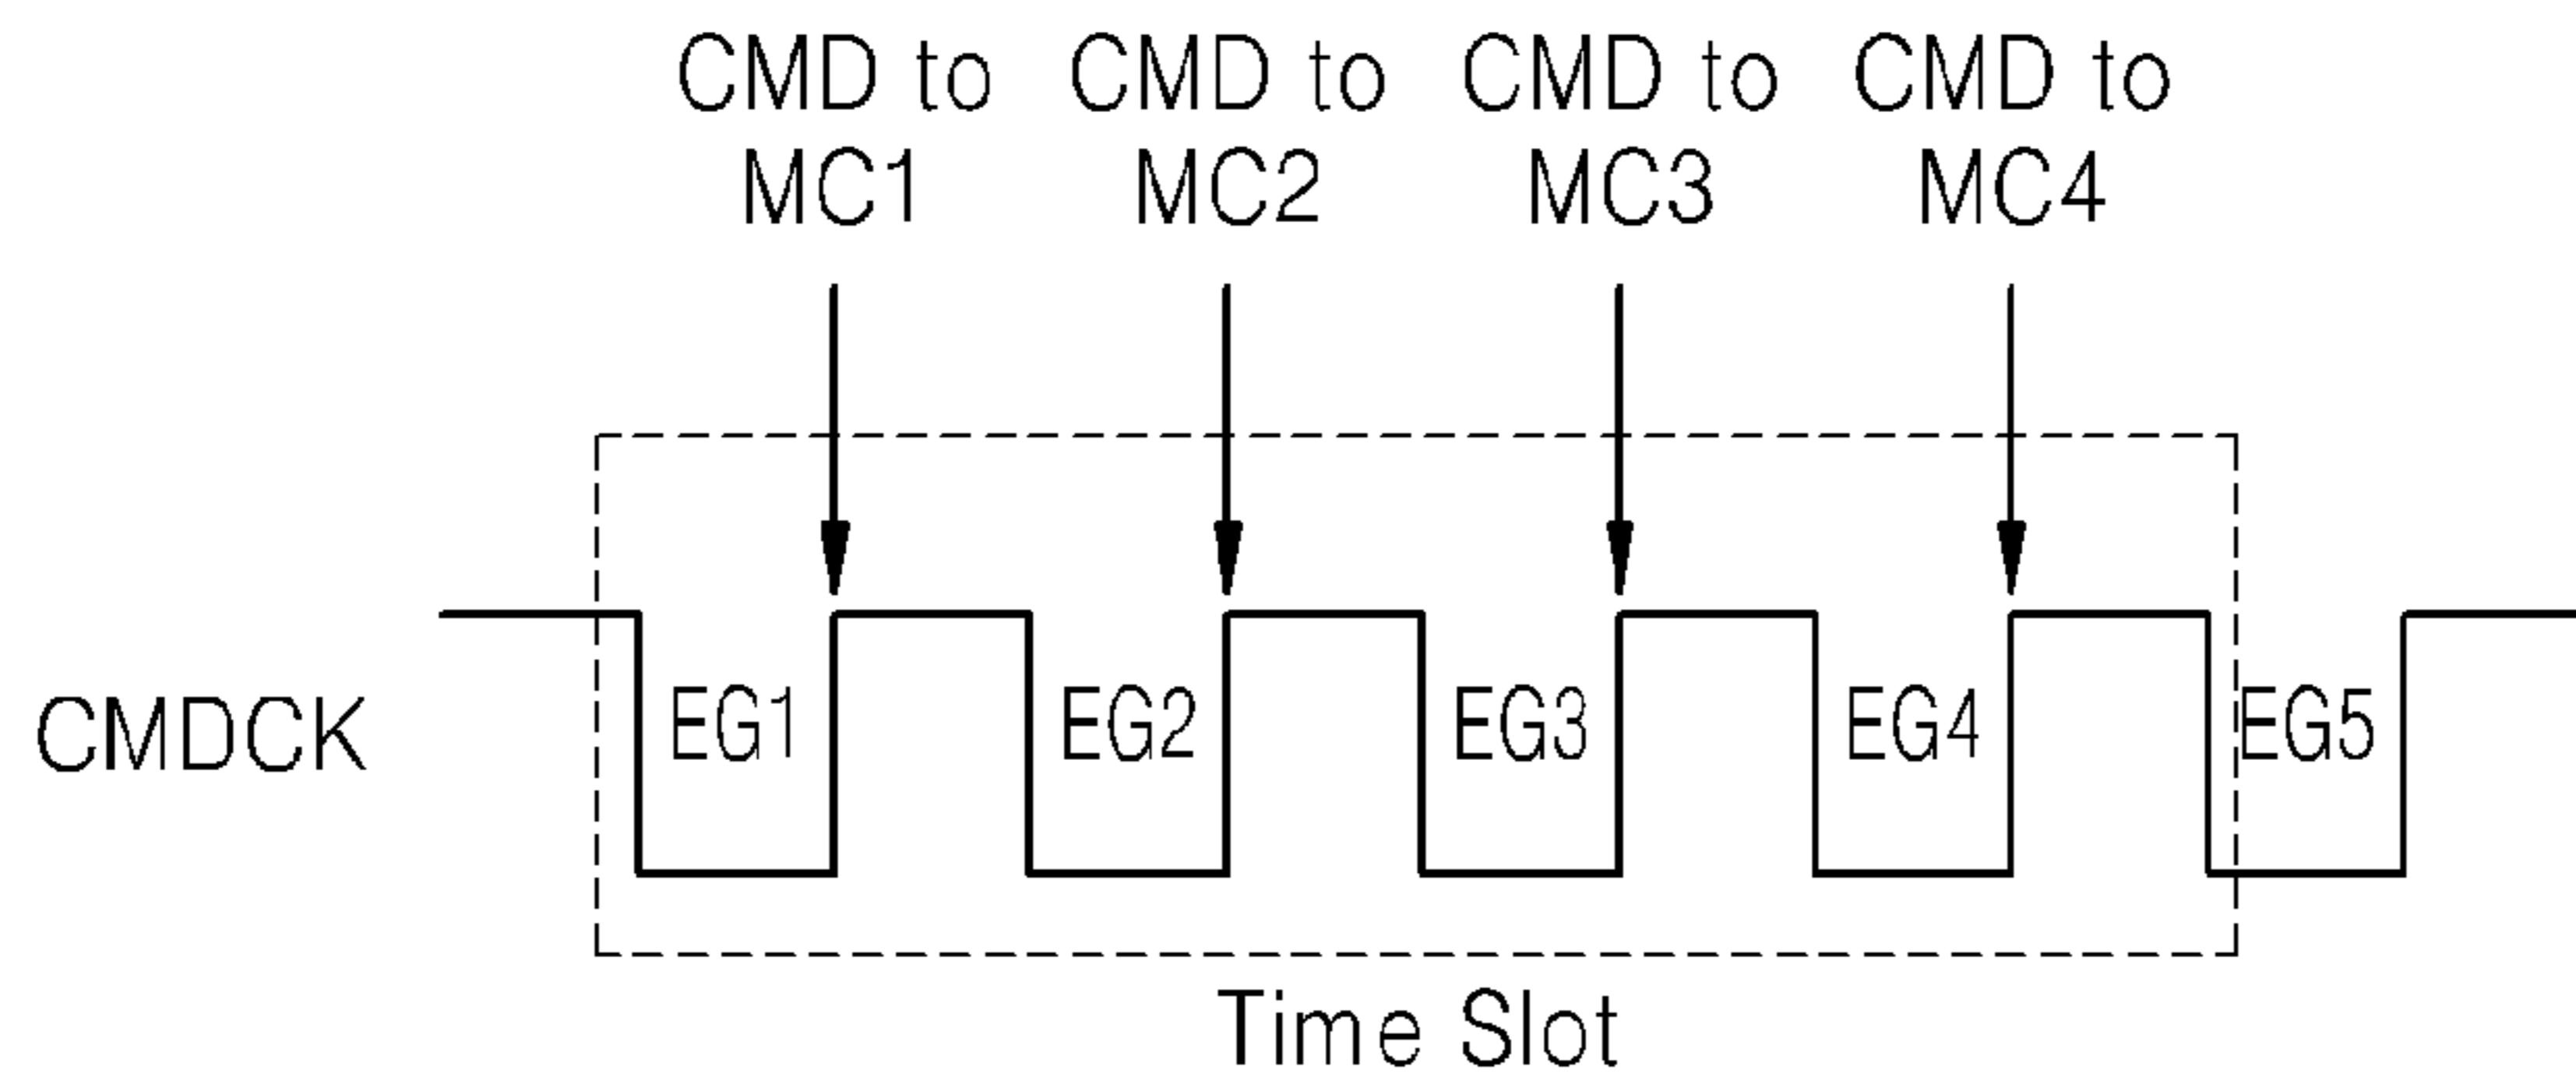 CMD to CMD to CMD to CMD to
MC1 MC2 MC3 MC4
CMDCK EG1 EG2 EG3 EG4 EG5
Time Slot